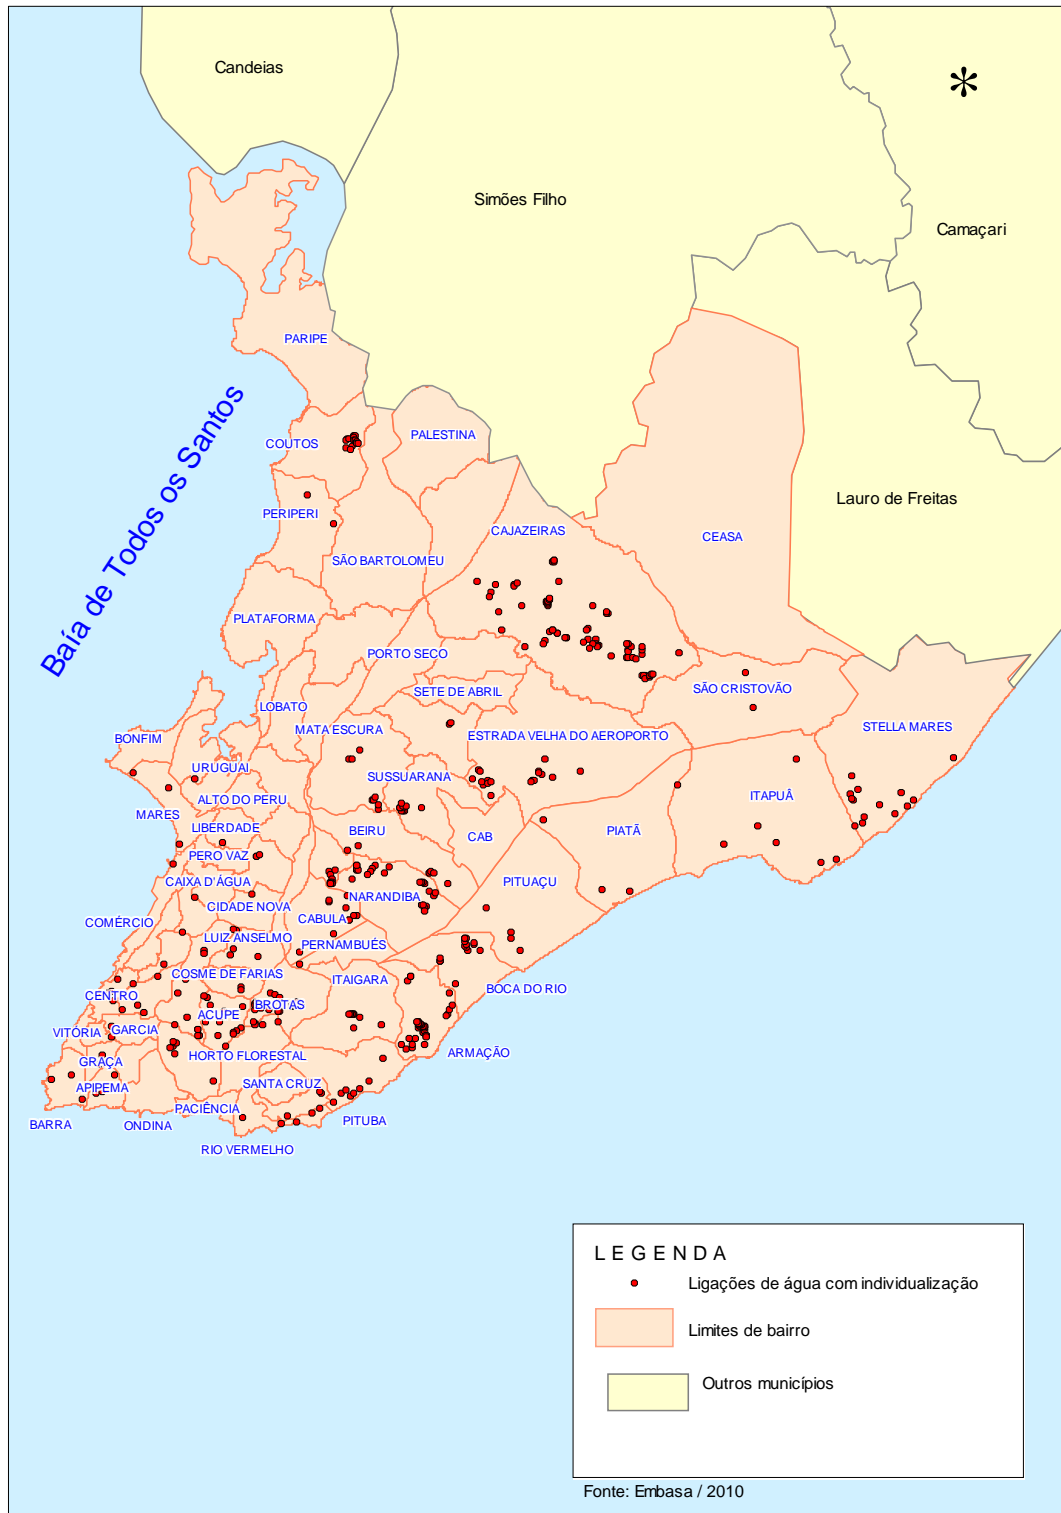 Candeias
Simões Filho
Camaçari
PARIPE
Baía de Todos os Santos
COUTOS
PALESTINA
Lauro de Freitas
PERIPERI
CAJAZEIRAS
CEASA
SÃO BARTOLOMEU
PLATAFORMA
PORTO SECO
SETE DE ABRIL
SÃO CRISTOVÃO
LOBATO
STELLA MARES
BONFIM
MATA ESCURA
ESTRADA VELHA DO AEROPORTO
URUGUAI
SUSSUARANA
ITAPUÂ
ALTO DO PERU
MARES
LIBERDADE
BEIRU
CAB
PIATÃ
PERO VAZ
CAIXA D'ÁGUA
PITUAÇU
NARANDIBA
CIDADE NOVA
COMÉRCIO
CABULA
LUIZ ANSELMO
PERNAMBUÉS
COSME DE FARIAS
ITAIGARA
BOCA DO RIO
CENTRO
BROTAS
ACUPE
VITÓRIA
GARCIA
ARMAÇÃO
GRAÇA
HORTO FLORESTAL
APIPEMA
SANTA CRUZ
PACIÊNCIA
BARRA
ONDINA
PITUBA
RIO VERMELHO
LEGENDA
Ligações de água com individualização
Limites de bairro
Outros municípios
Fonte: Embasa / 2010